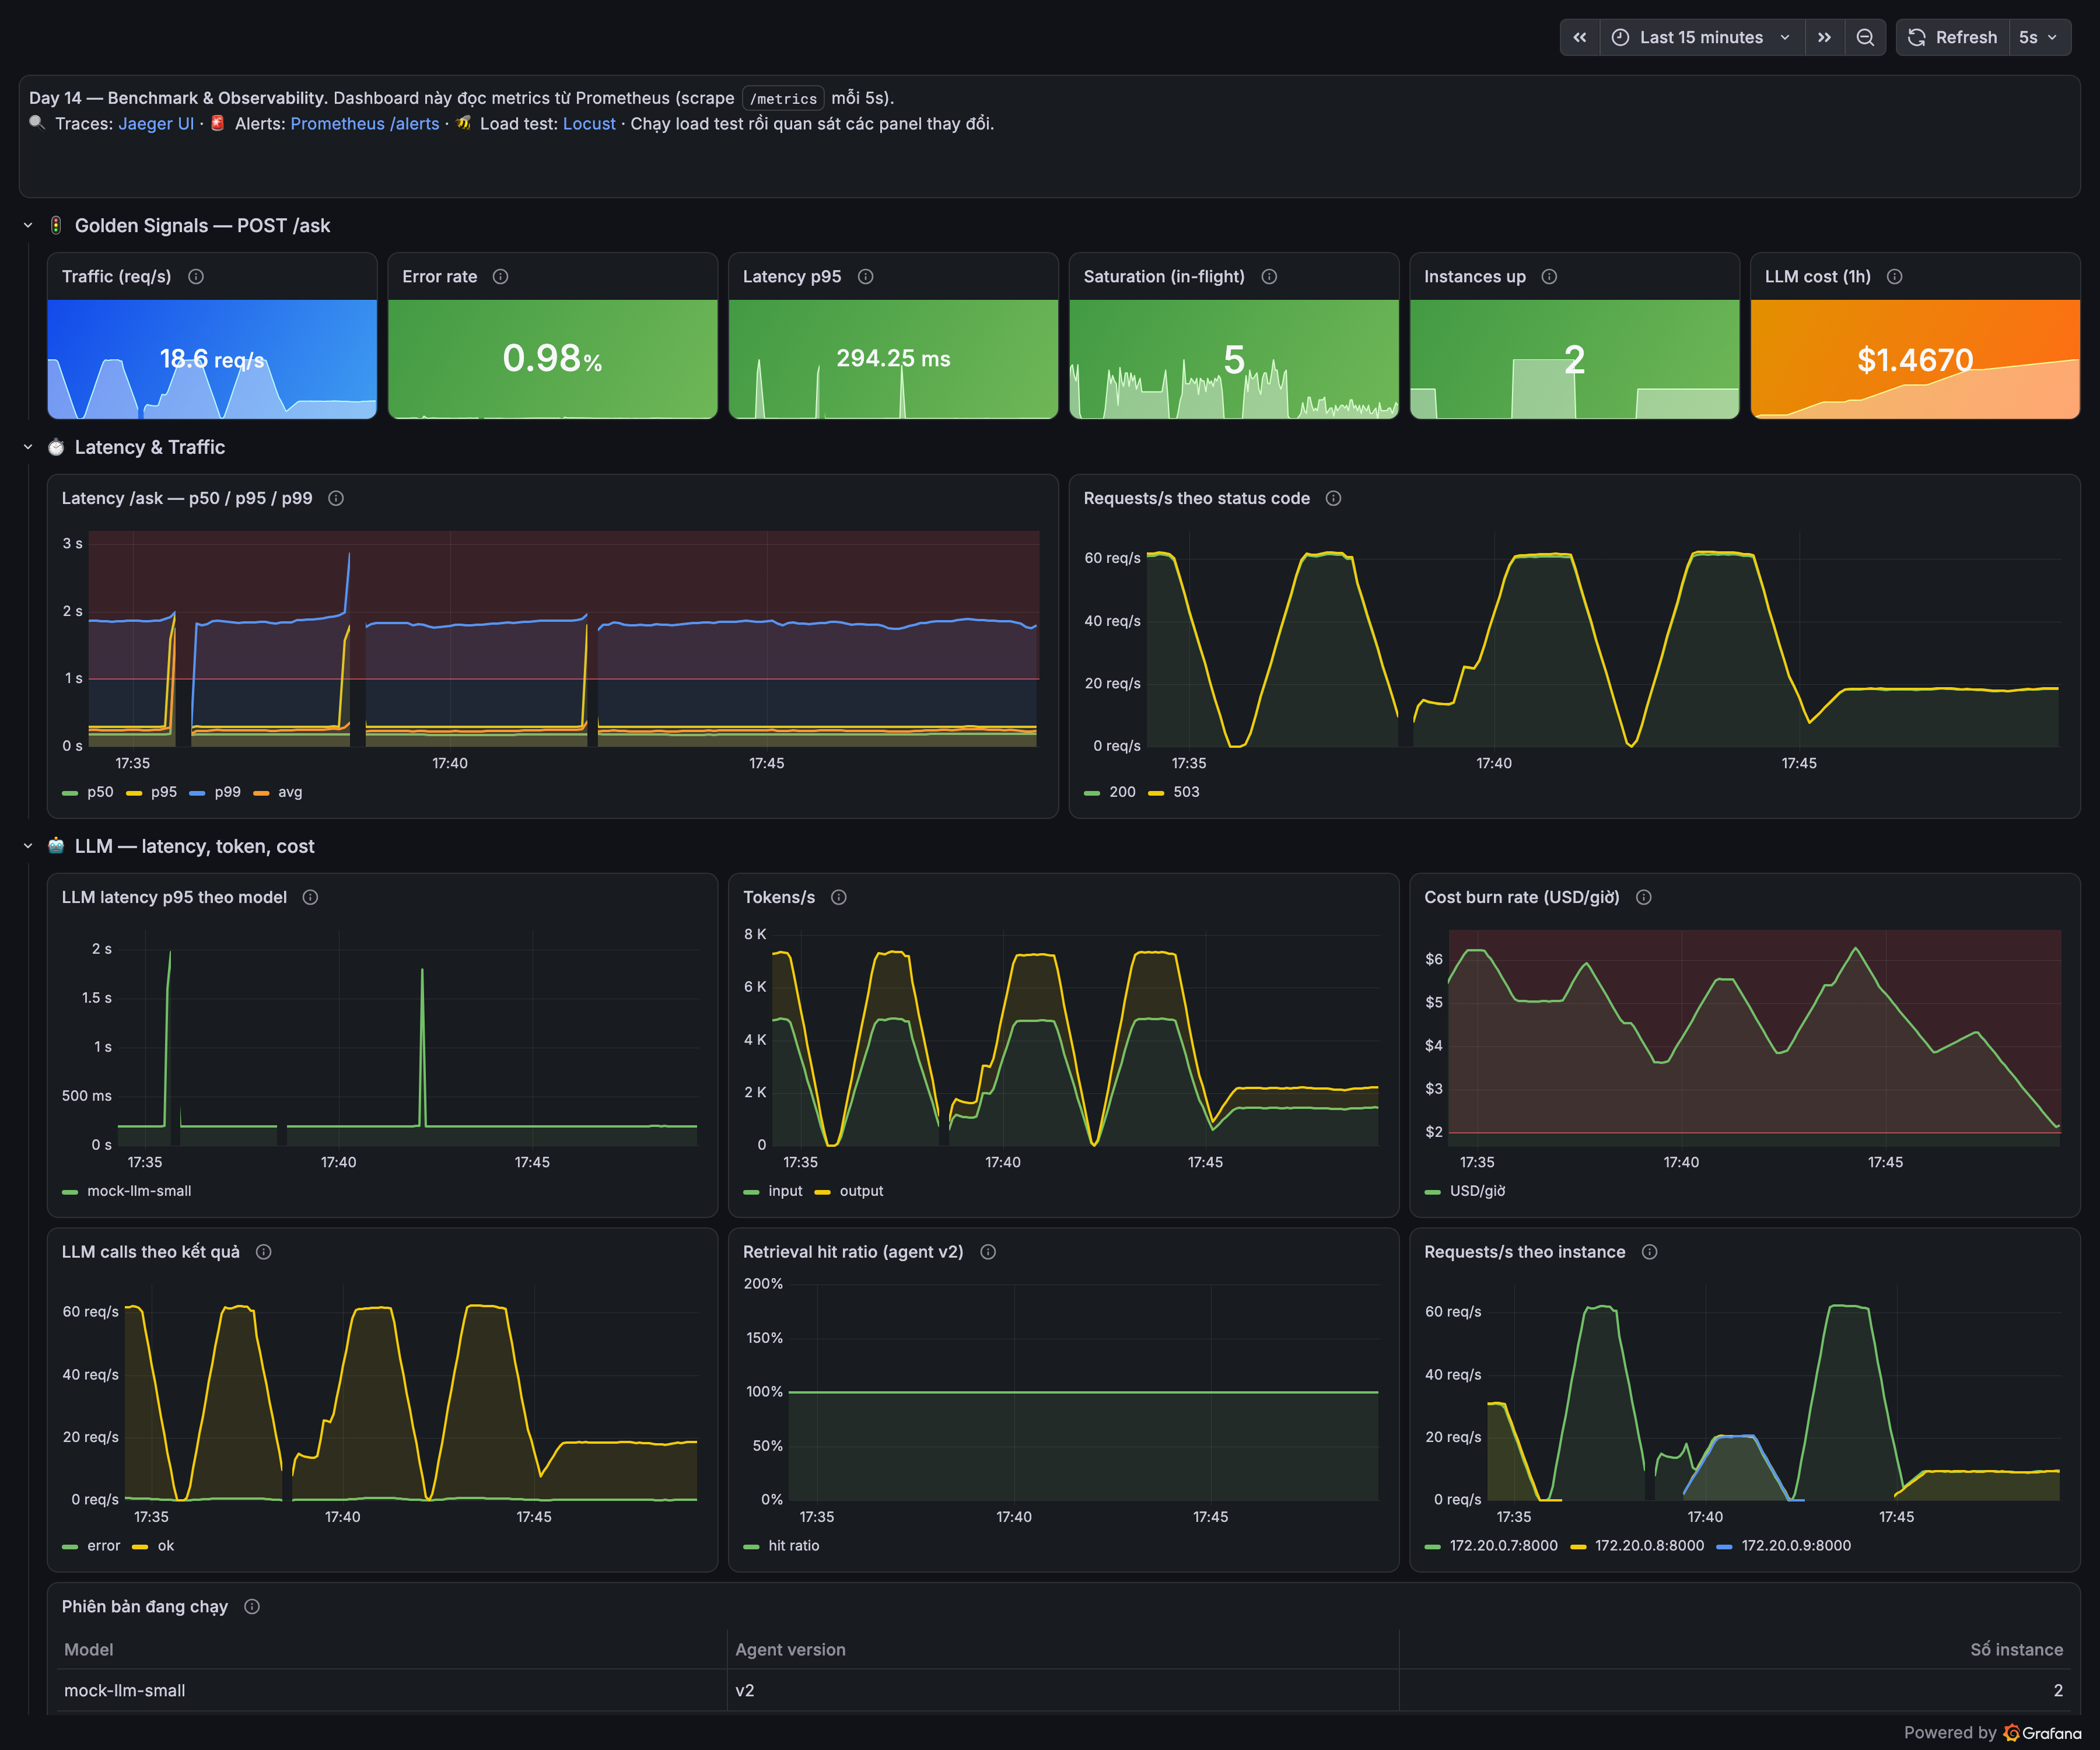 Last 15 minutes
Refresh
5s
Day 14 — Benchmark & Observability. Dashboard này đọc metrics từ Prometheus (scrape /metrics mỗi 5s).
Traces: Jaeger UI · Alerts: Prometheus /alerts · Load test: Locust · Chạy load test rồi quan sát các panel thay đổi.
Golden Signals — POST /ask
Traffic (req/s)
18.6 req/s
Error rate
0.98%
Latency p95
294.25 ms
Saturation (in-flight)
5
Instances up
2
LLM cost (1h)
$1.4670
Latency & Traffic
Latency /ask — p50 / p95 / p99
3 s
2 s
1 s
0 s
17:35 17:40 17:45
p50 p95 p99 avg
Requests/s theo status code
60 req/s
40 req/s
20 req/s
0 req/s
17:35 17:40 17:45
200 503
LLM — latency, token, cost
LLM latency p95 theo model
2 s
1.5 s
1 s
500 ms
0 s
17:35 17:40 17:45
mock-llm-small
Tokens/s
8 K
6 K
4 K
2 K
0
17:35 17:40 17:45
input output
Cost burn rate (USD/giờ)
$6
$5
$4
$3
$2
17:35 17:40 17:45
USD/giờ
LLM calls theo kết quả
60 req/s
40 req/s
20 req/s
0 req/s
17:35 17:40 17:45
error ok
Retrieval hit ratio (agent v2)
200%
150%
100%
50%
0%
17:35 17:40 17:45
hit ratio
Requests/s theo instance
60 req/s
40 req/s
20 req/s
0 req/s
17:35 17:40 17:45
172.20.0.7:8000 172.20.0.8:8000 172.20.0.9:8000
Phiên bản đang chạy
Model Agent version Số instance
mock-llm-small v2 2
Powered by Grafana